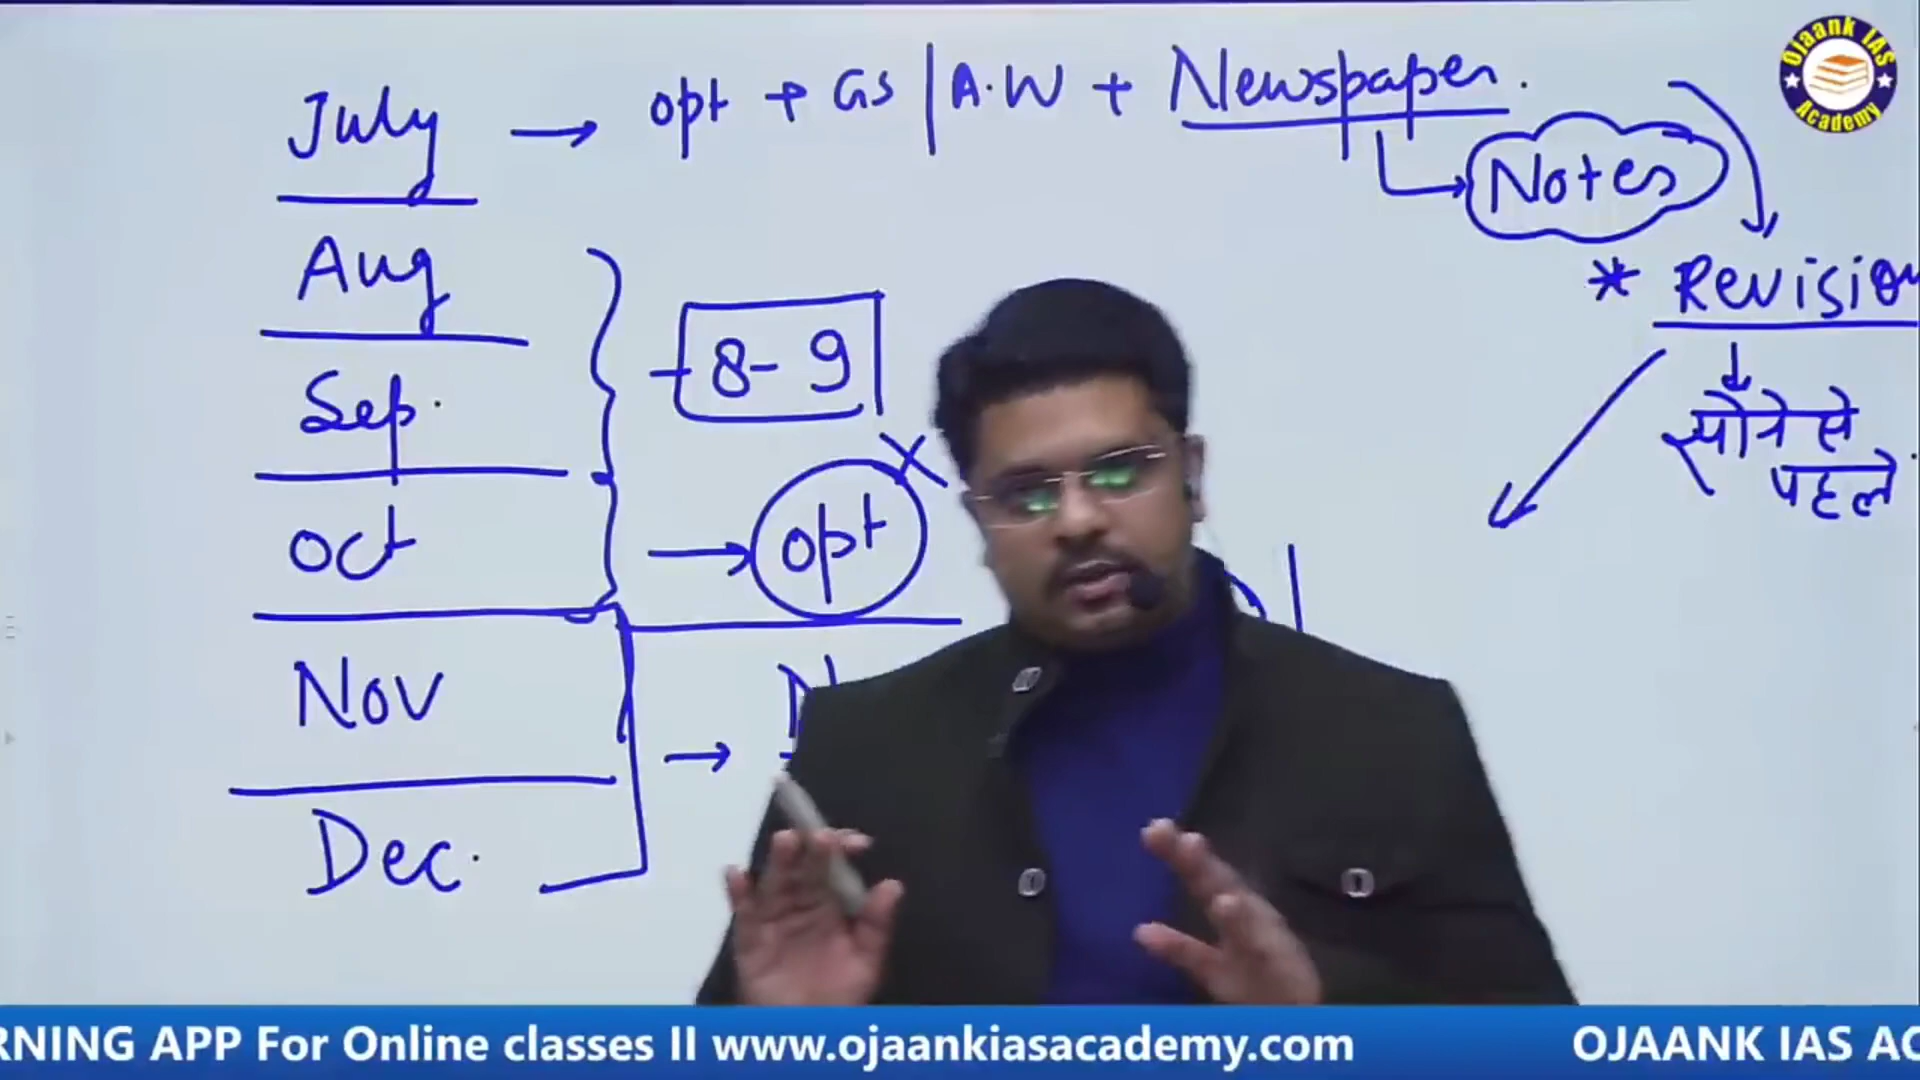 July → opt + GS | A.W + Newspaper.
Notes
Aug
* Revision
8-9
Sep.
सोने से
पहले
Oct → opt
Nov
Dec.
Ojaank IAS
Academy
RNING APP For Online classes II www.ojaankiasacademy.com OJAANK IAS AC